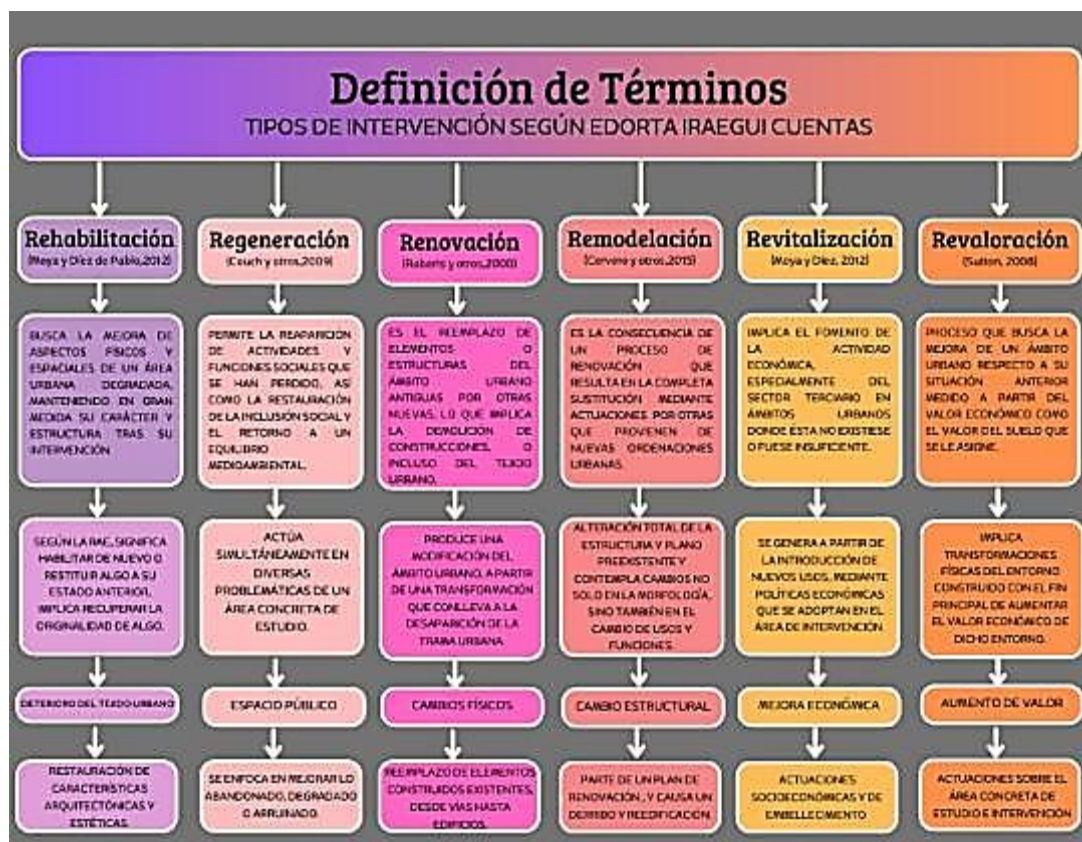 Definición de Términos
TIPOS DE INTERVENCIÓN SEGÚN EDORTA IRAEGUI CUENTAS
Rehabilitación
(Moya y Díez de Pablo,2012)
BUSCA LA MEJORA DE
ASPECTOS FÍSICOS Y
ESPACIALES DE UN ÁREA
URBANA DEGRADADA,
MANTENIENDO EN GRAN
MEDIDA SU CARÁCTER Y
ESTRUCTURA TRAS SU
INTERVENCIÓN
SEGÚN LA RAE, SIGNIFICA
HABILITAR DE NUEVO O
RESTITUIR ALGO A SU
ESTADO ANTERIOR,
IMPLICA RECUPERAR LA
ORIGINALIDAD DE ALGO.
DETERIORO DEL TEJIDO URBANO
RESTAURACIÓN DE
CARACTERÍSTICAS
ARQUITECTÓNICAS Y
ESTÉTICAS.
Regeneración
(Couch y otros,2009)
PERMITE LA REAPARICIÓN
DE ACTIVIDADES Y
FUNCIONES SOCIALES QUE
SE HAN PERDIDO, ASÍ
COMO LA RESTAURACIÓN
DE LA INCLUSIÓN SOCIAL Y
EL RETORNO A UN
EQUILIBRIO
MEDIOAMBIENTAL.
ACTÚA
SIMULTÁNEAMENTE EN
DIVERSAS
PROBLEMÁTICAS DE UN
ÁREA CONCRETA DE
ESTUDIO.
ESPACIO PÚBLICO
SE ENFOCA EN MEJORAR LO
ABANDONADO, DEGRADADO
O ARRUINADO.
Renovación
(Roberts y otros,2000)
ES EL REEMPLAZO DE
ELEMENTOS O
ESTRUCTURAS DEL
ÁMBITO URBANO
ANTIGUAS POR OTRAS
NUEVAS, LO QUE IMPLICA
LA DEMOLICIÓN DE
CONSTRUCCIONES, O
INCLUSO DEL TEJIDO
URBANO.
PRODUCE UNA
MODIFICACIÓN DEL
ÁMBITO URBANO, A PARTIR
DE UNA TRANSFORMACIÓN
QUE CONLLEVA A LA
DESAPARICIÓN DE LA
TRAMA URBANA
CAMBIOS FÍSICOS
REEMPLAZO DE ELEMENTOS
CONSTRUIDOS EXISTENTES,
DESDE VÍAS HASTA
EDIFICIOS.
Remodelación
(Cervero y otros,2015)
ES LA CONSECUENCIA DE
UN PROCESO DE
RENOVACIÓN QUE
RESULTA EN LA COMPLETA
SUSTITUCIÓN MEDIANTE
ACTUACIONES POR OTRAS
QUE PROVIENEN DE
NUEVAS ORDENACIONES
URBANAS.
ALTERACIÓN TOTAL DE LA
ESTRUCTURA Y PLANO
PREEXISTENTE Y
CONTEMPLA CAMBIOS NO
SOLO EN LA MORFOLOGÍA,
SINO TAMBIÉN EN EL
CAMBIO DE USOS Y
FUNCIONES.
CAMBIO ESTRUCTURAL
PARTE DE UN PLAN DE
RENOVACIÓN , Y CAUSA UN
DERRIBO Y REEDIFICACIÓN.
Revitalización
(Moya y Díez, 2012)
IMPLICA EL FOMENTO DE
LA ACTIVIDAD
ECONÓMICA,
ESPECIALMENTE DEL
SECTOR TERCIARIO EN
ÁMBITOS URBANOS
DONDE ÉSTA NO EXISTIESE
O FUESE INSUFICIENTE.
SE GENERA A PARTIR DE
LA INTRODUCCIÓN DE
NUEVOS USOS, MEDIANTE
POLÍTICAS ECONÓMICAS
QUE SE ADOPTAN EN EL
ÁREA DE INTERVENCIÓN.
MEJORA ECONÓMICA
ACTUACIONES
SOCIOECONÓMICAS Y DE
EMBELLECIMIENTO
Revaloración
(Sutton, 2008)
PROCESO QUE BUSCA LA
MEJORA DE UN ÁMBITO
URBANO RESPECTO A SU
SITUACIÓN ANTERIOR
MEDIDO A PARTIR DEL
VALOR ECONÓMICO COMO
EL VALOR DEL SUELO QUE
SE LE ASIGNE.
IMPLICA
TRANSFORMACIONES
FÍSICAS DEL ENTORNO
CONSTRUIDO CON EL FIN
PRINCIPAL DE AUMENTAR
EL VALOR ECONÓMICO DE
DICHO ENTORNO.
AUMENTO DE VALOR
ACTUACIONES SOBRE EL
ÁREA CONCRETA DE
ESTUDIO E INTERVENCIÓN